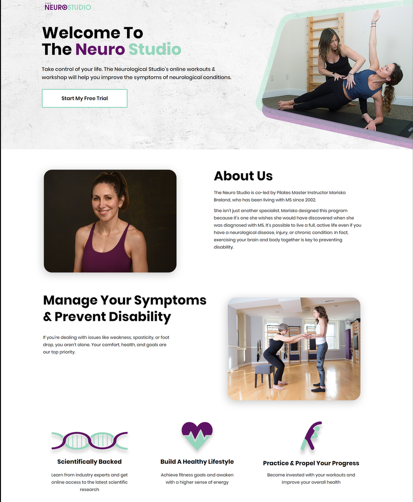 NEUROSTUDIO
Welcome To
The Neuro Studio
Take control of your life. The Neurological Studio's online workouts &
workshop will help you improve the symptoms of neurological conditions.
Start My Free Trial
About Us
The Neuro Studio is co-led by Pilates Master Instructor Mariska
Breland, who has been living with MS since 2002.
She isn't just another specialist. Mariska designed this program
because it's one she wishes she would have discovered when she
was diagnosed with MS. It's possible to live a full, active life even if you
have a neurological disease, injury, or chronic condition. In fact,
exercising your brain and body together is key to preventing
disability.
Manage Your Symptoms
& Prevent Disability
If you're dealing with issues like weakness, spasticity, or foot
drop, you aren't alone. Your comfort, health, and goals are
our top priority.
Scientifically Backed
Build A Healthy Lifestyle
Practice & Propel Your Progress
Learn from industry experts and get
online access to the latest scientific
research
Achieve fitness goals and awaken
with a higher sense of energy
Become invested with your workouts and
improve your overall health